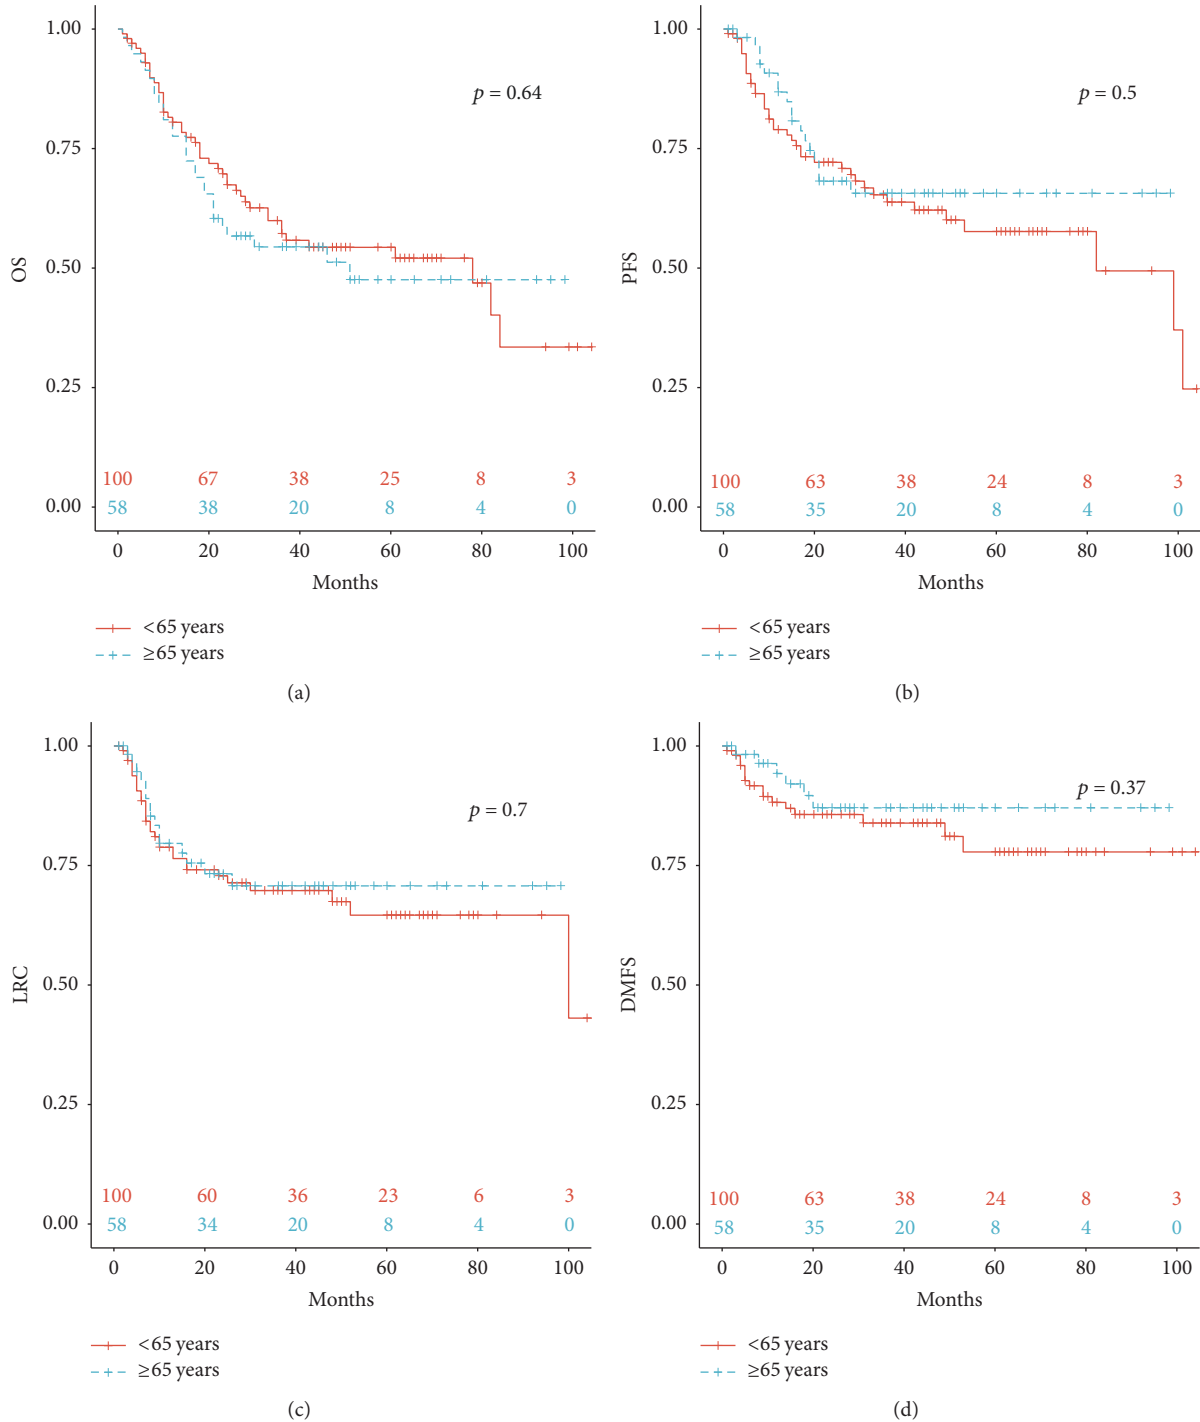 1.00
0.75
0.50
0.25
0.00
OS
p = 0.64
100 67 38 25 8 3
58 38 20 8 4 0
0 20 40 60 80 100
Months
<65 years
≥65 years
(a)
1.00
0.75
0.50
0.25
0.00
PFS
p = 0.5
100 63 38 24 8 3
58 35 20 8 4 0
0 20 40 60 80 100
Months
<65 years
≥65 years
(b)
1.00
0.75
0.50
0.25
0.00
LRC
p = 0.7
100 60 36 23 6 3
58 34 20 8 4 0
0 20 40 60 80 100
Months
<65 years
≥65 years
(c)
1.00
0.75
0.50
0.25
0.00
DMFS
p = 0.37
100 63 38 24 8 3
58 35 20 8 4 0
0 20 40 60 80 100
Months
<65 years
≥65 years
(d)